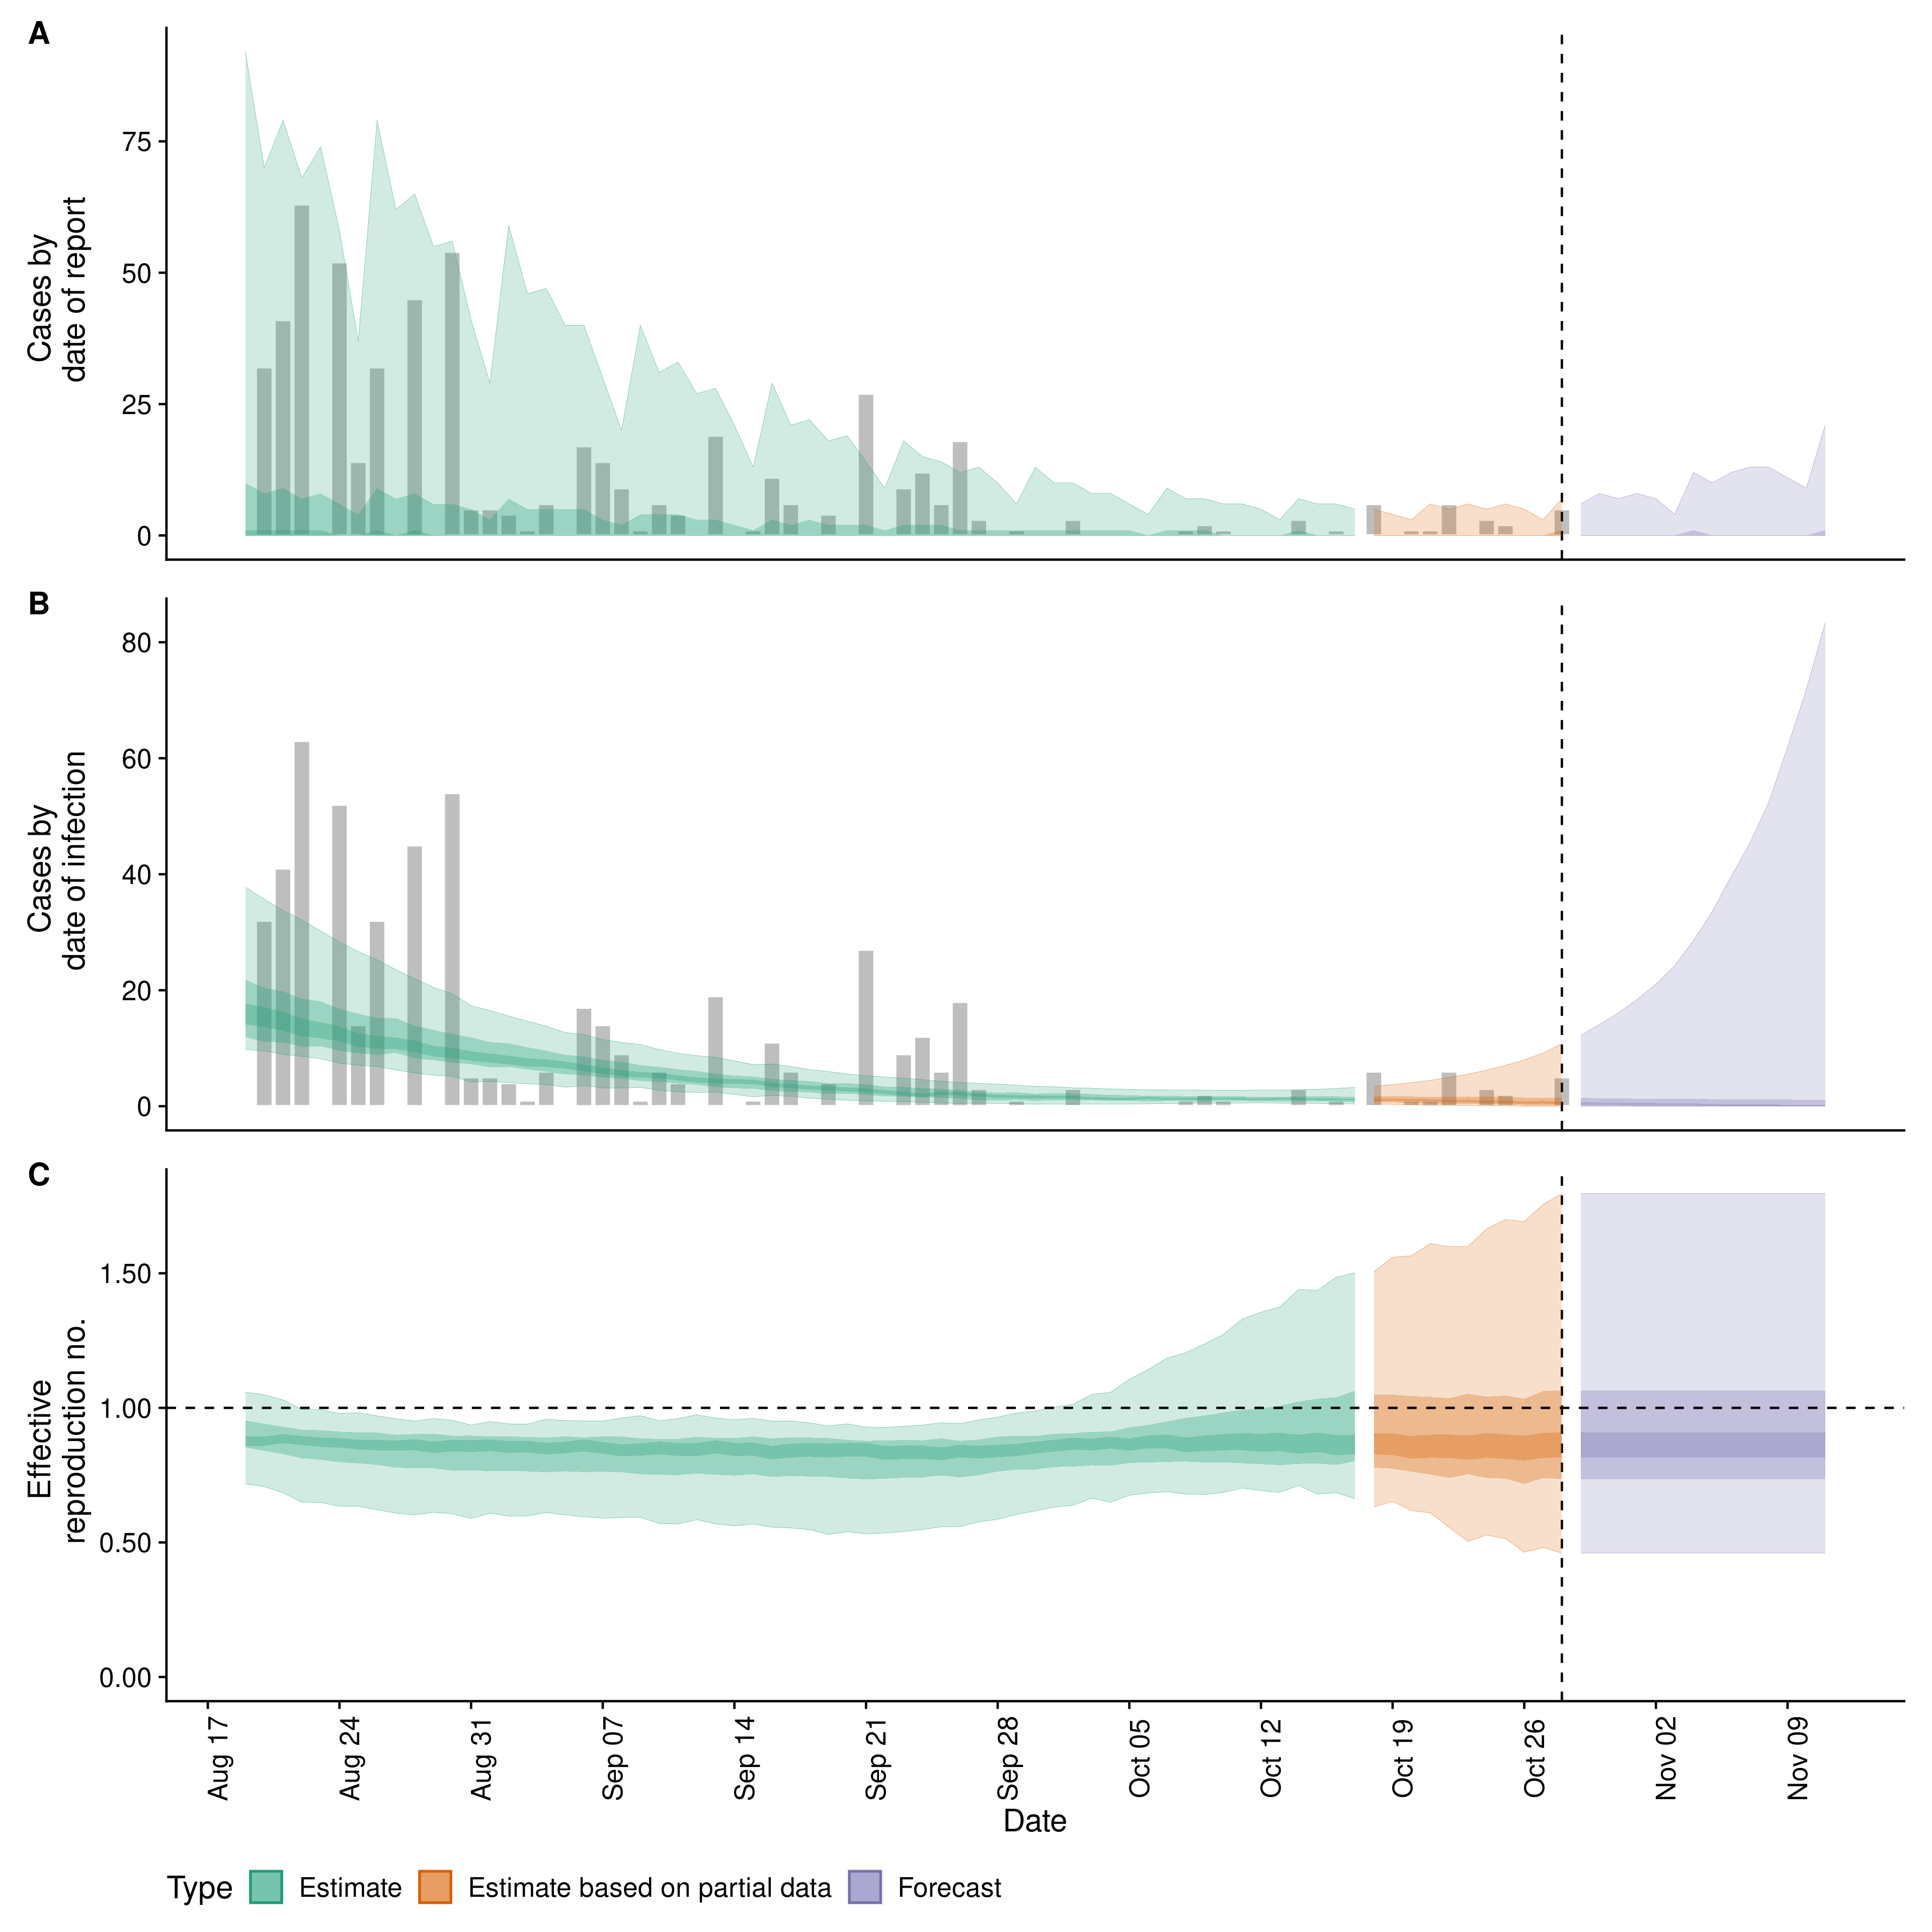 A
Cases by
date of report
75
50
25
0
B
Cases by
date of infection
80
60
40
20
0
C
Effective
reproduction no.
1.50
1.00
0.50
0.00
Aug 17
Aug 24
Aug 31
Sep 07
Sep 14
Sep 21
Sep 28
Oct 05
Oct 12
Oct 19
Oct 26
Nov 02
Nov 09
Date
Type Estimate Estimate based on partial data Forecast